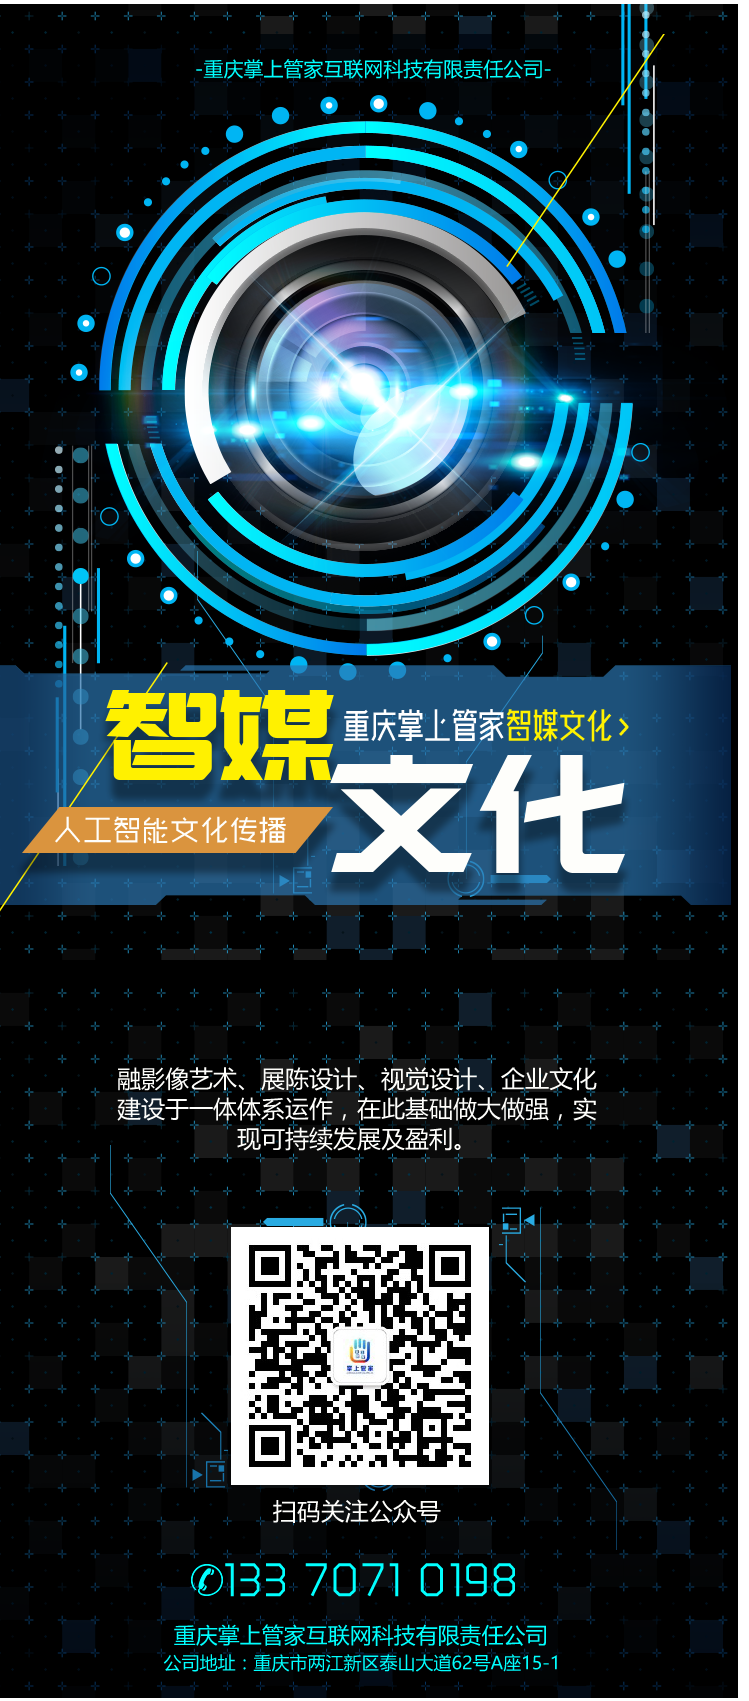 -重庆掌上管家互联网科技有限责任公司-
智媒
重庆掌上管家智媒文化>
文化
人工智能文化传播
融影像艺术、展陈设计、视觉设计、企业文化
建设于一体体系运作，在此基础做大做强，实
现可持续发展及盈利。
掌上管家
扫码关注公众号
✆133 7071 0198
重庆掌上管家互联网科技有限责任公司
公司地址：重庆市两江新区泰山大道62号A座15-1